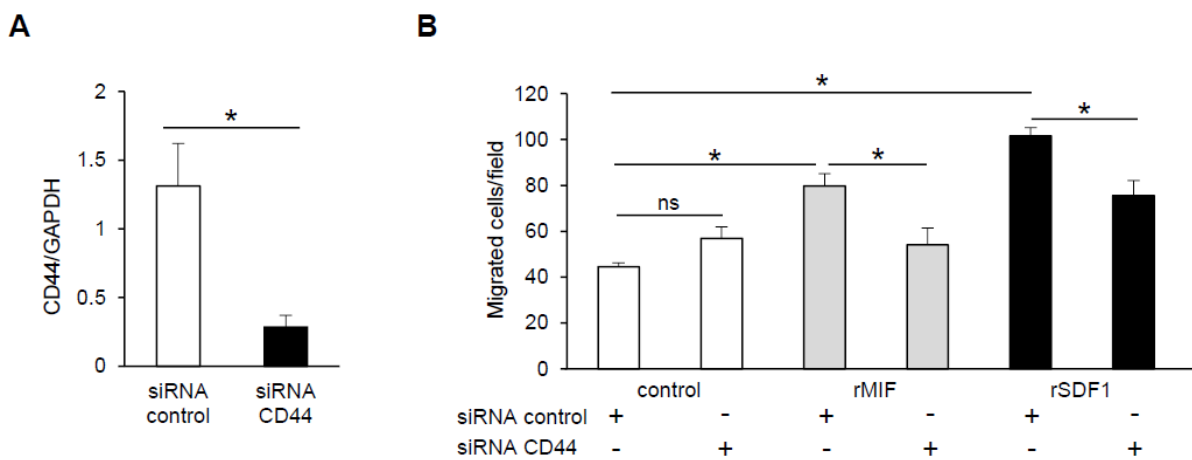 A
B
2
1.5
1
0.5
0
CD44/GAPDH
*
siRNA control
siRNA CD44
120
100
80
60
40
20
0
Migrated cells/field
*
*
*
*
ns
control rMIF rSDF1
siRNA control + - + - + -
siRNA CD44 - + - + - +